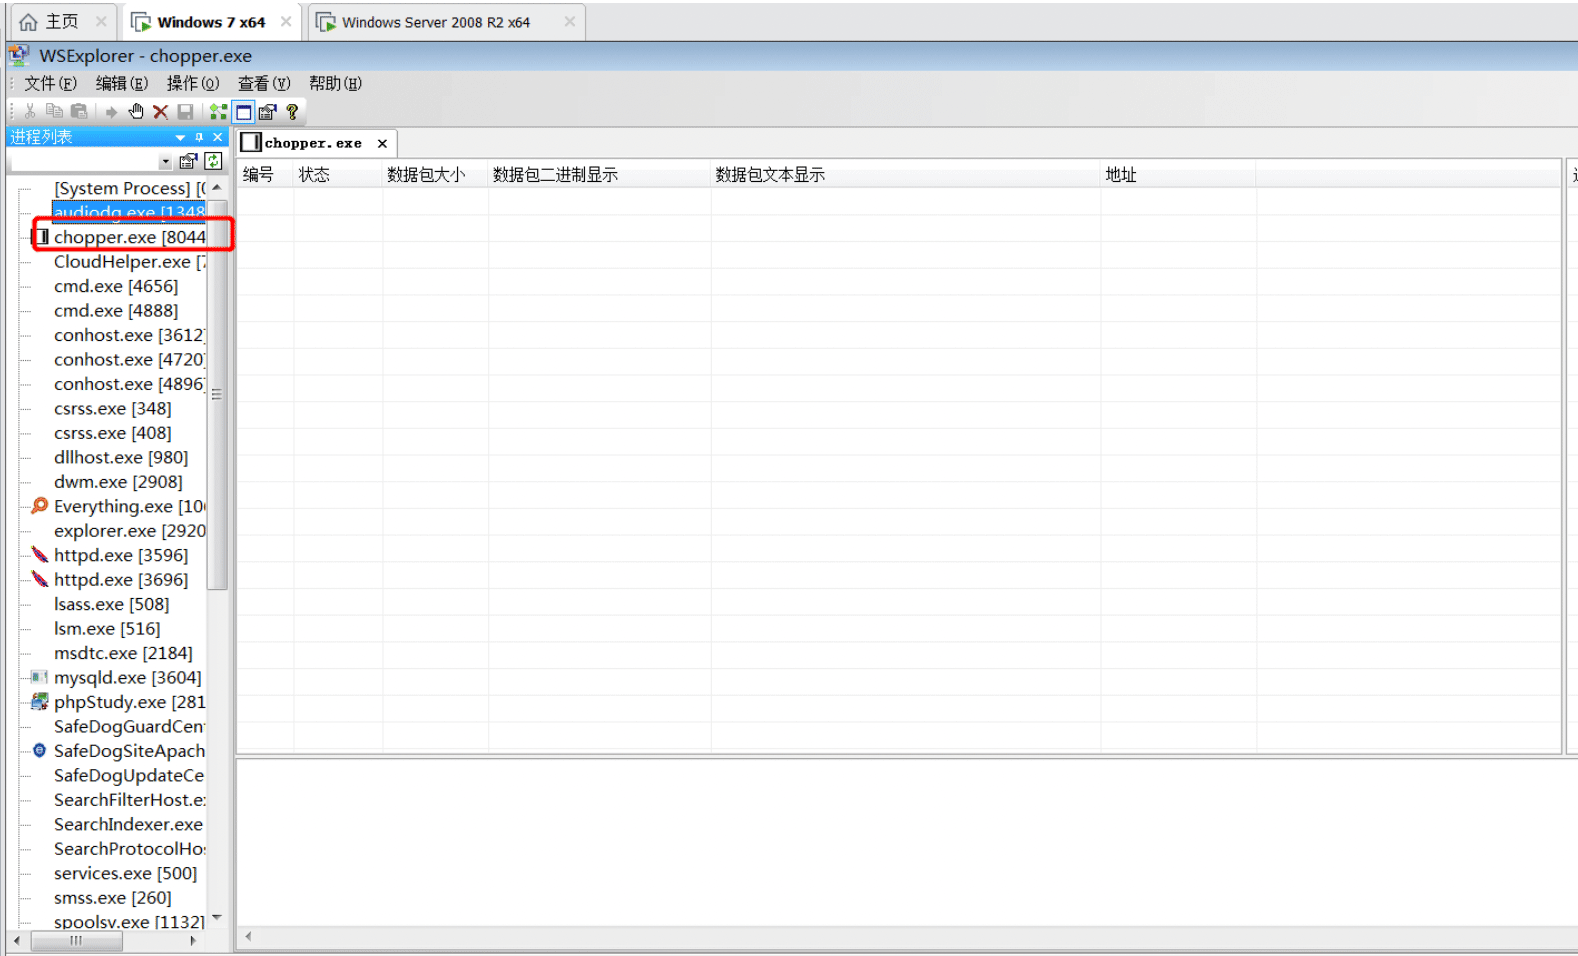 主页
Windows 7 x64
Windows Server 2008 R2 x64
WSExplorer - chopper.exe
文件(F) 编辑(E) 操作(O) 查看(V) 帮助(H)
进程列表
chopper.exe
编号 状态 数据包大小 数据包二进制显示 数据包文本显示 地址
[System Process] [
audiodg.exe [1348
chopper.exe [8044
CloudHelper.exe [
cmd.exe [4656]
cmd.exe [4888]
conhost.exe [3612]
conhost.exe [4720]
conhost.exe [4896]
csrss.exe [348]
csrss.exe [408]
dllhost.exe [980]
dwm.exe [2908]
Everything.exe [10
explorer.exe [2920
httpd.exe [3596]
httpd.exe [3696]
lsass.exe [508]
lsm.exe [516]
msdtc.exe [2184]
mysqld.exe [3604]
phpStudy.exe [281
SafeDogGuardCen
SafeDogSiteApach
SafeDogUpdateCe
SearchFilterHost.e
SearchIndexer.exe
SearchProtocolHo
services.exe [500]
smss.exe [260]
spoolsv.exe [1132]